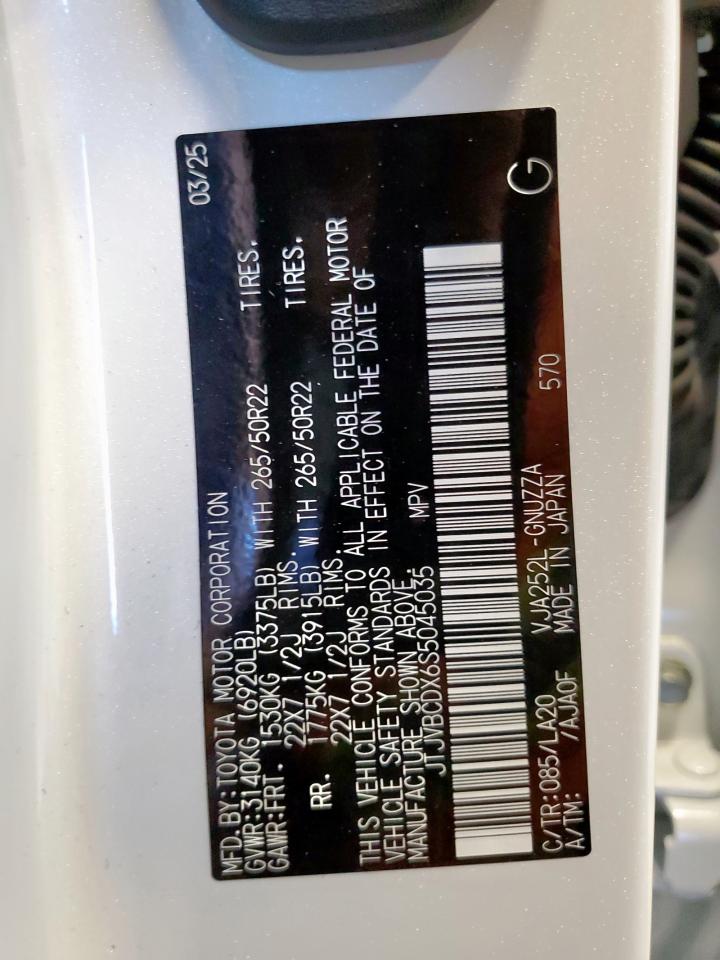 MFD.BY:TOYOTA MOTOR CORPORATION 03/25
GVWR:3140KG (6920LB)
GAWR:FRT. 1530KG (3375LB) WITH 265/50R22 TIRES.
22X7 1/2J RIMS.
RR. 1775KG (3915LB) WITH 265/50R22 TIRES.
22X7 1/2J RIMS.
THIS VEHICLE CONFORMS TO ALL APPLICABLE FEDERAL MOTOR
VEHICLE SAFETY STANDARDS IN EFFECT ON THE DATE OF
MANUFACTURE SHOWN ABOVE.
JTJVBCDX6S5045035 MPV
C/TR:085/LA20 VJA252L-GNUZZA G
A/TM: /AJA0F MADE IN JAPAN 570